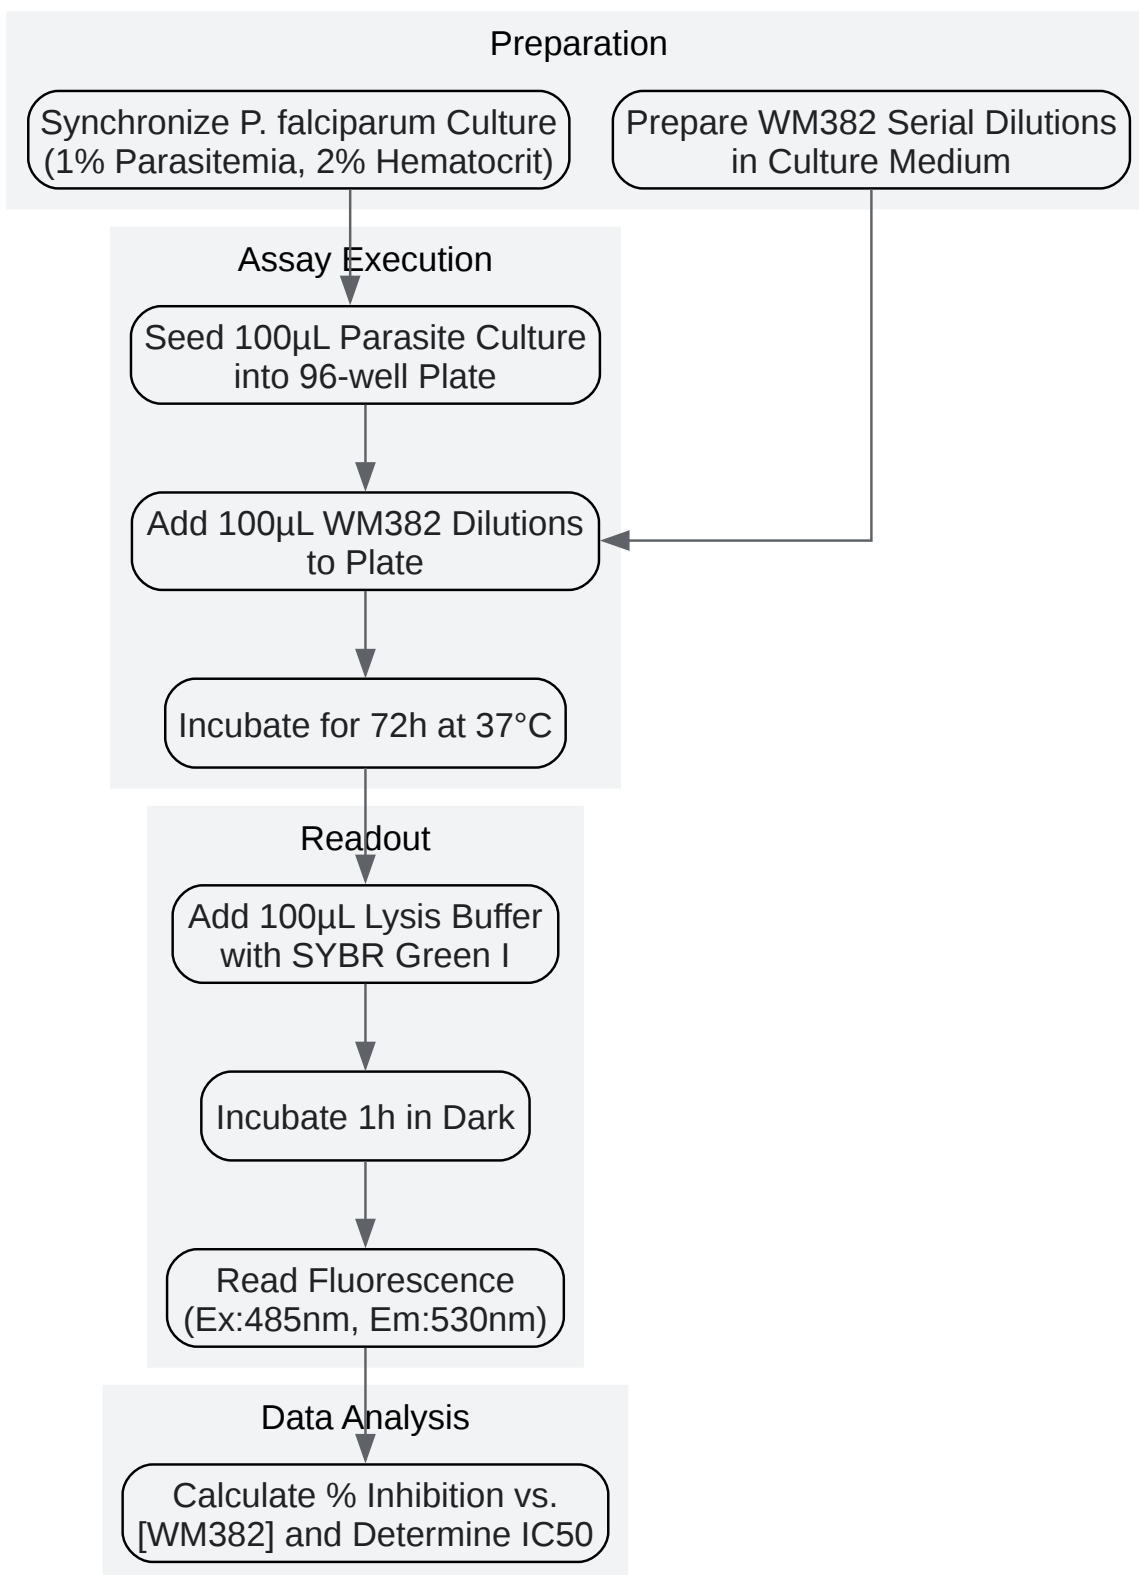 Preparation
Synchronize P. falciparum Culture
(1% Parasitemia, 2% Hematocrit)
Prepare WM382 Serial Dilutions
in Culture Medium
Assay Execution
Seed 100µL Parasite Culture
into 96-well Plate
Add 100µL WM382 Dilutions
to Plate
Incubate for 72h at 37°C
Readout
Add 100µL Lysis Buffer
with SYBR Green I
Incubate 1h in Dark
Read Fluorescence
(Ex:485nm, Em:530nm)
Data Analysis
Calculate % Inhibition vs.
[WM382] and Determine IC50